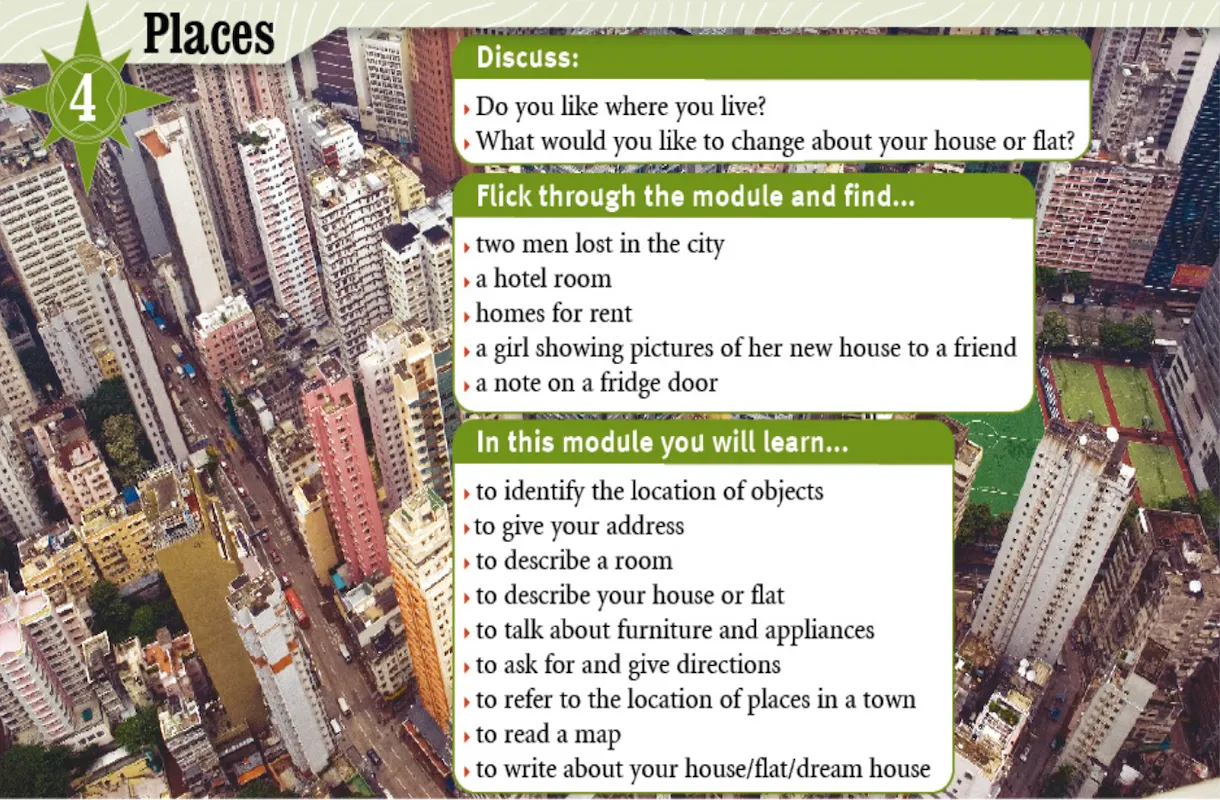 Places
4
Discuss:
Do you like where you live?
What would you like to change about your house or flat?
Flick through the module and find...
two men lost in the city
a hotel room
homes for rent
a girl showing pictures of her new house to a friend
a note on a fridge door
In this module you will learn...
to identify the location of objects
to give your address
to describe a room
to describe your house or flat
to talk about furniture and appliances
to ask for and give directions
to refer to the location of places in a town
to read a map
to write about your house/flat/dream house